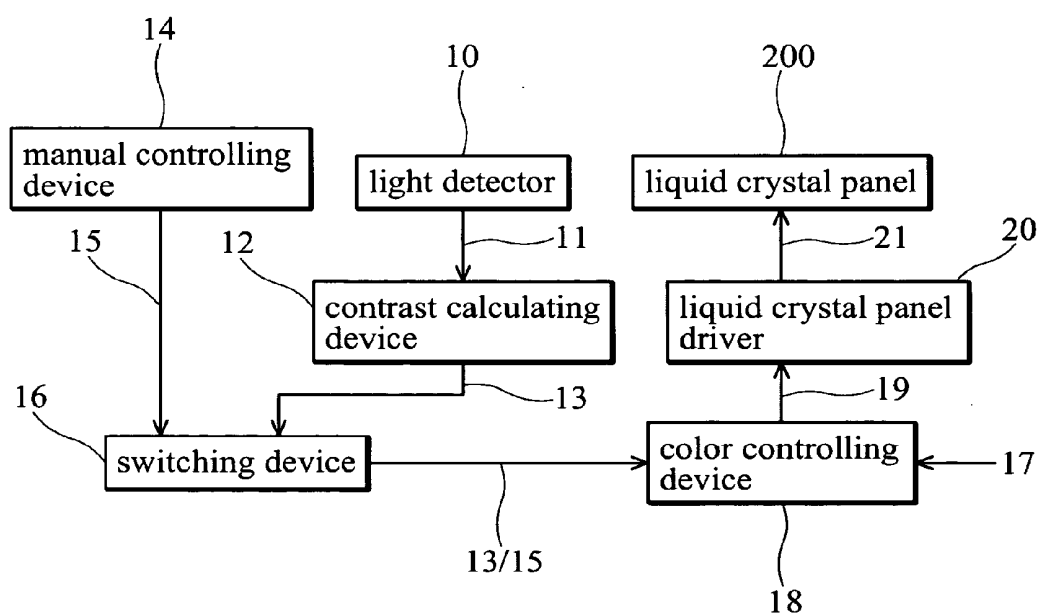 14
10
200
manual controlling
device
light detector
liquid crystal panel
15
12
11
21
20
contrast calculating
device
liquid crystal panel
driver
16
13
19
switching device
color controlling
device
17
13/15
18